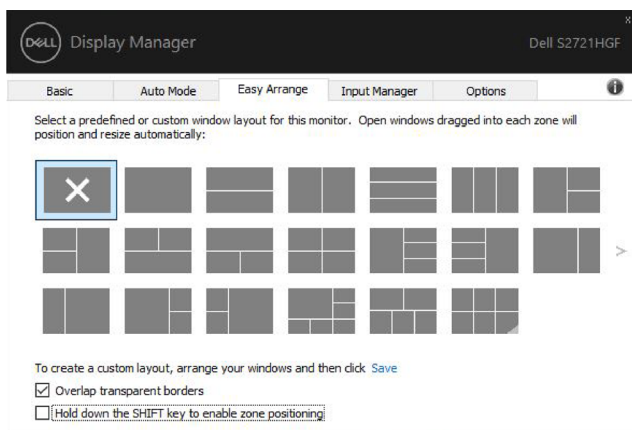 DELL Display Manager
Dell S2721HGF
Basic Auto Mode Easy Arrange Input Manager Options
Select a predefined or custom window layout for this monitor. Open windows dragged into each zone will
position and resize automatically:
To create a custom layout, arrange your windows and then click Save
Overlap transparent borders
Hold down the SHIFT key to enable zone positioning